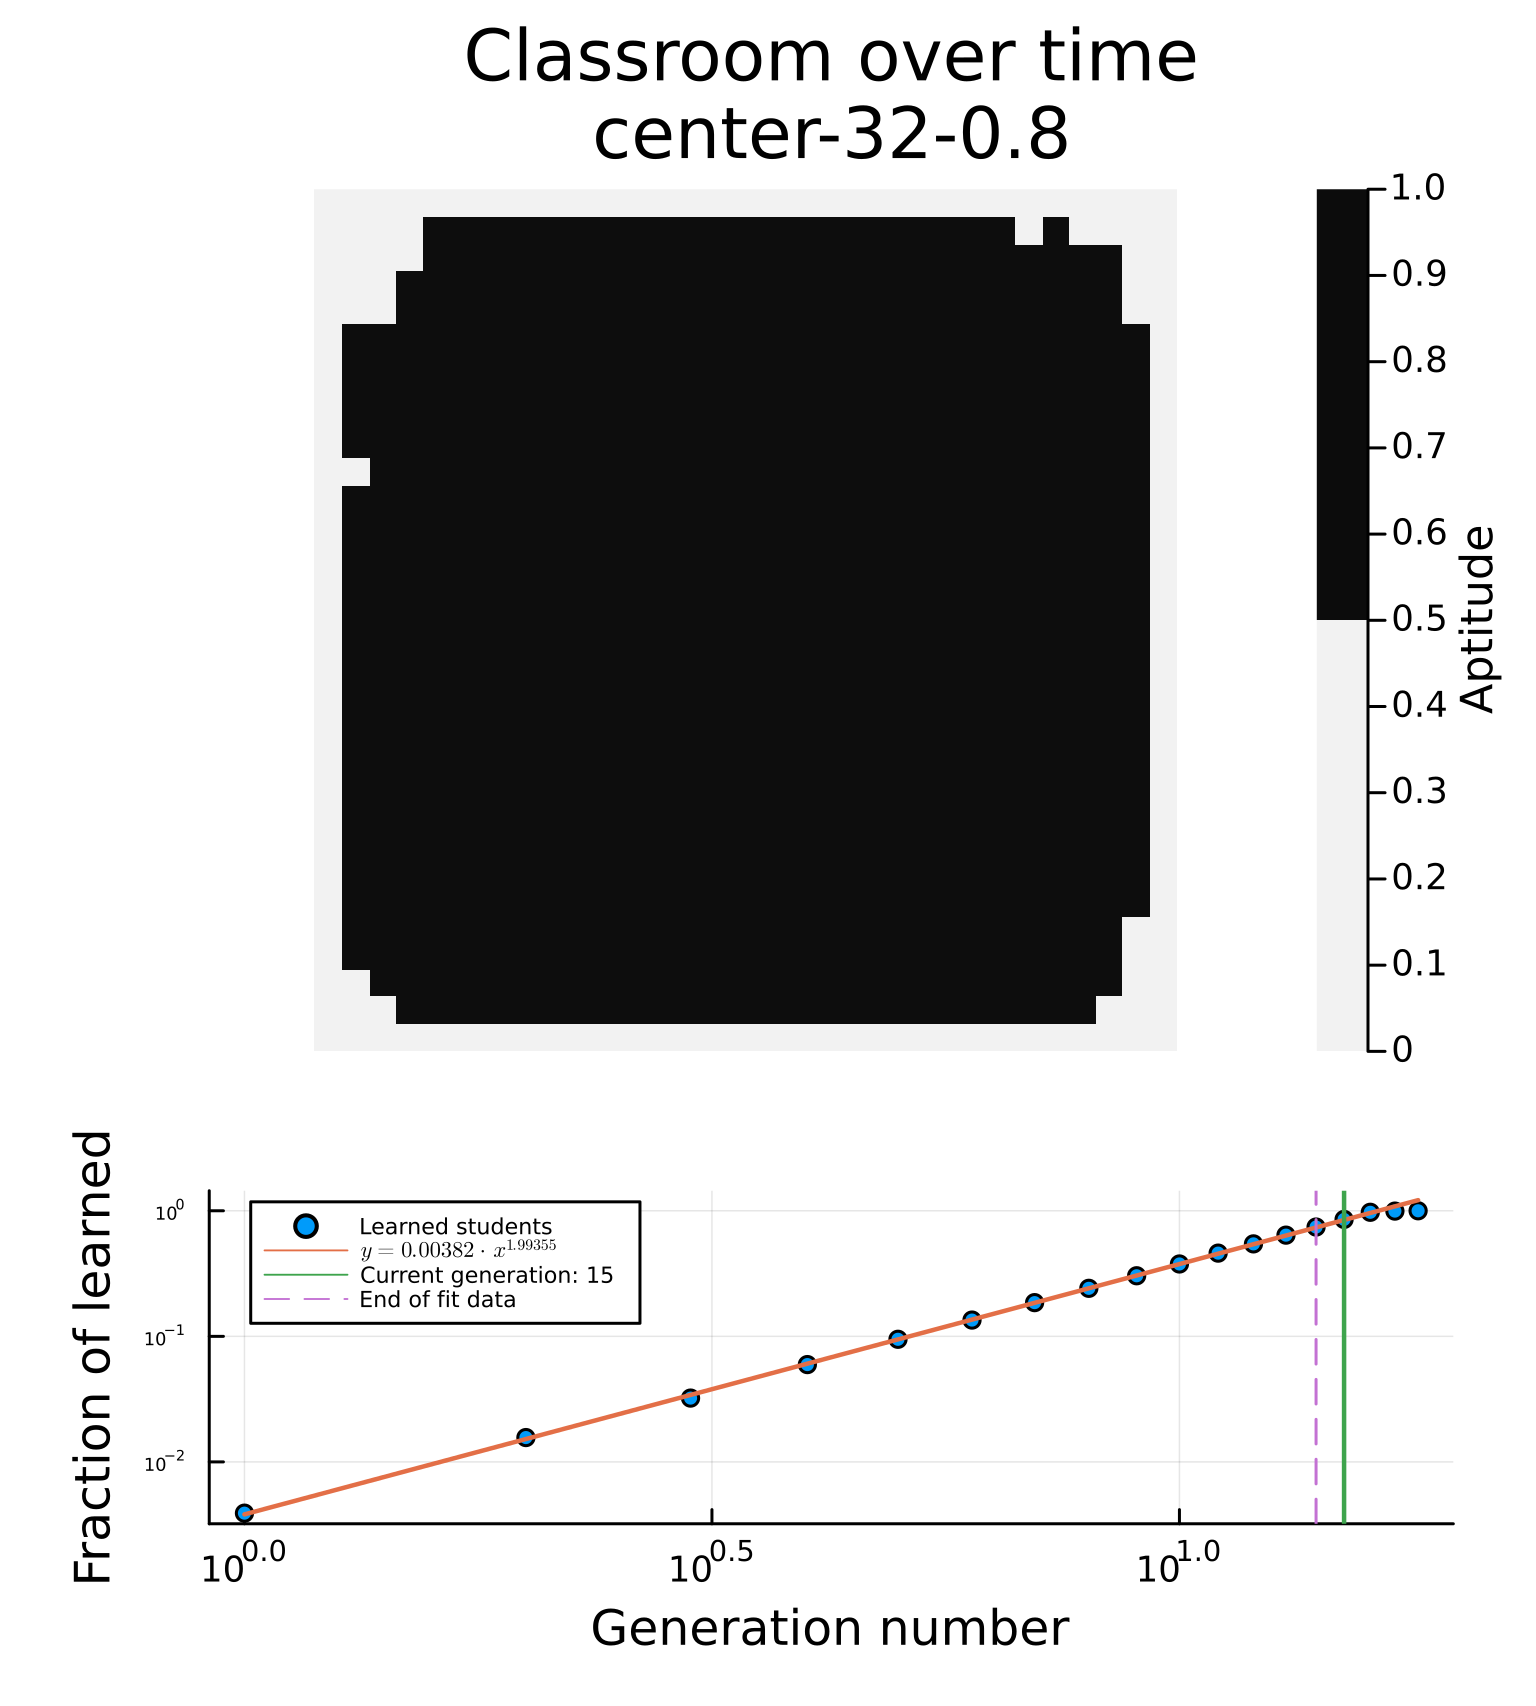 Classroom over time
center-32-0.8
1.0
0.9
0.8
0.7
0.6
0.5
0.4
0.3
0.2
0.1
0
Aptitude
Fraction of learned
10⁰
10⁻¹
10⁻²
Learned students
y = 0.00382 · x^1.99355
Current generation: 15
End of fit data
10^0.0
10^0.5
10^1.0
Generation number